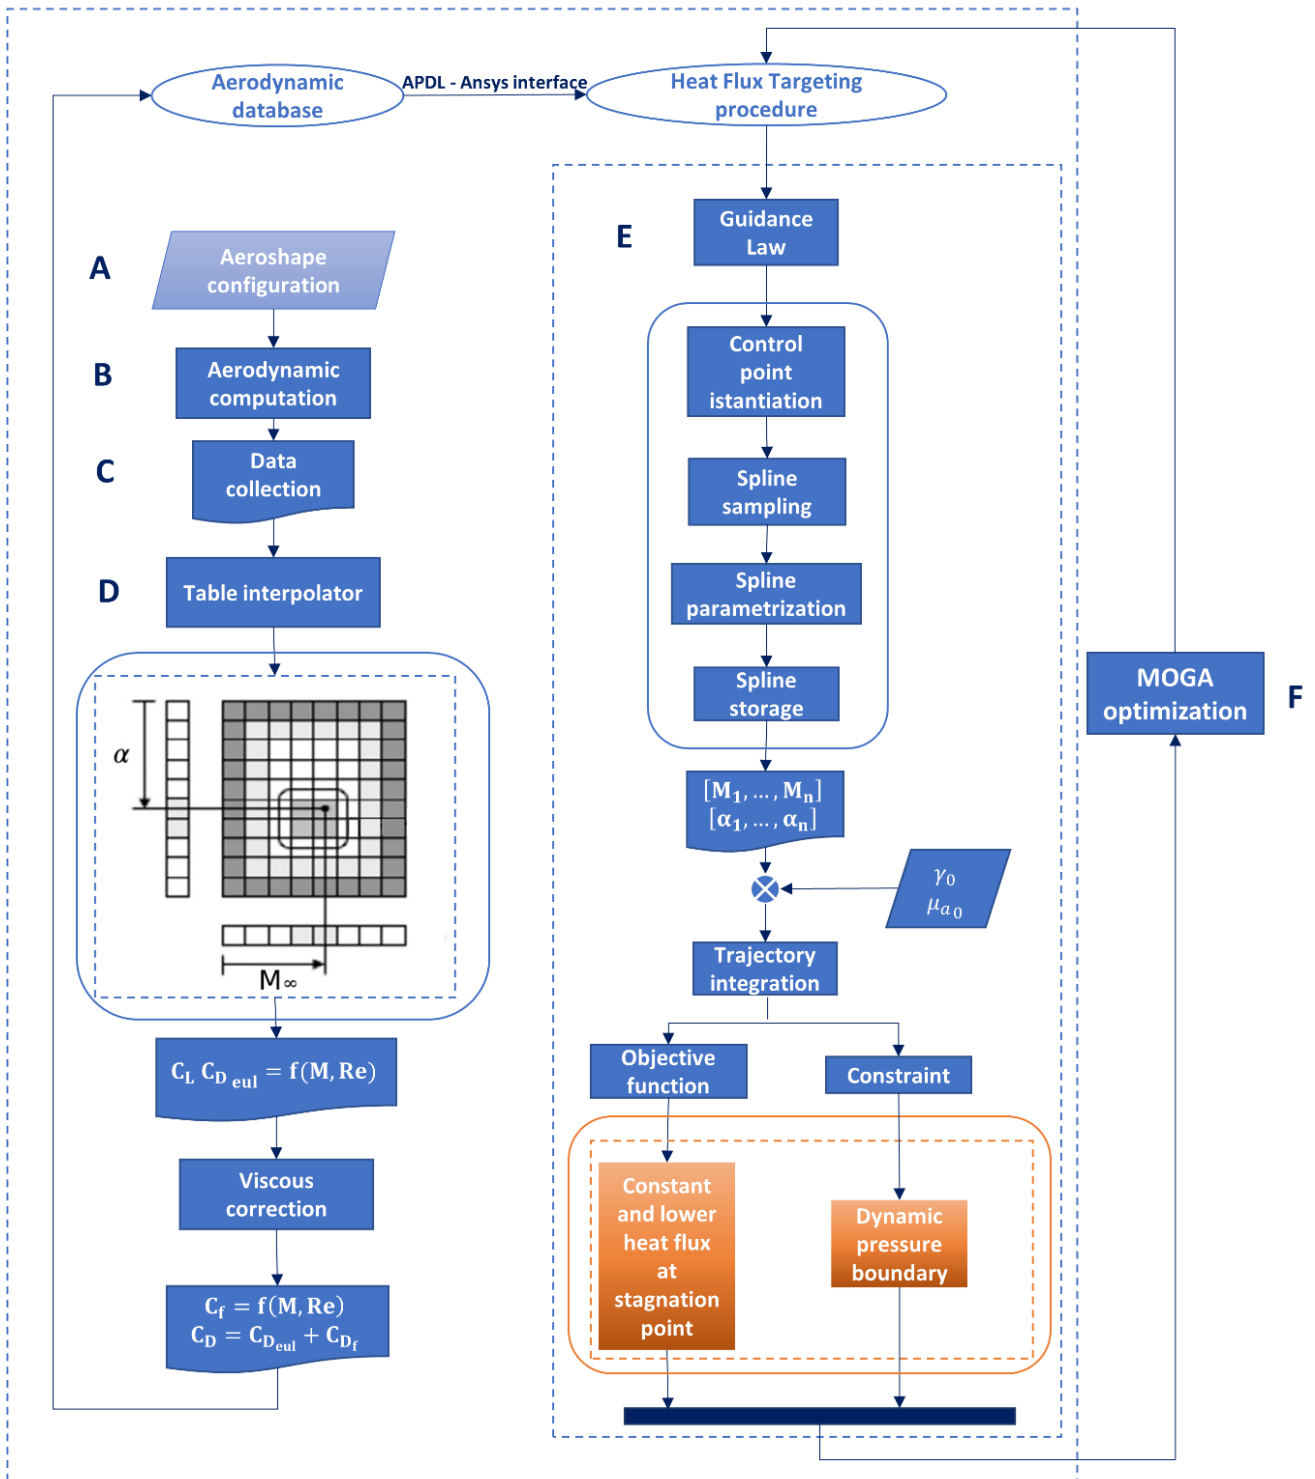 Aerodynamic
database
APDL - Ansys interface
Heat Flux Targeting
procedure
A
Aeroshape
configuration
B
Aerodynamic
computation
C
Data
collection
D
Table interpolator
α
M∞
C_L C_D eul = f(M, Re)
Viscous
correction
C_f = f(M, Re)
C_D = C_D_eul + C_D_f
E
Guidance
Law
Control
point
istantiation
Spline
sampling
Spline
parametrization
Spline
storage
[M_1, … , M_n]
[α_1, … , α_n]
γ_0
μ_a_0
Trajectory
integration
Objective
function
Constraint
Constant
and lower
heat flux
at
stagnation
point
Dynamic
pressure
boundary
MOGA
optimization
F